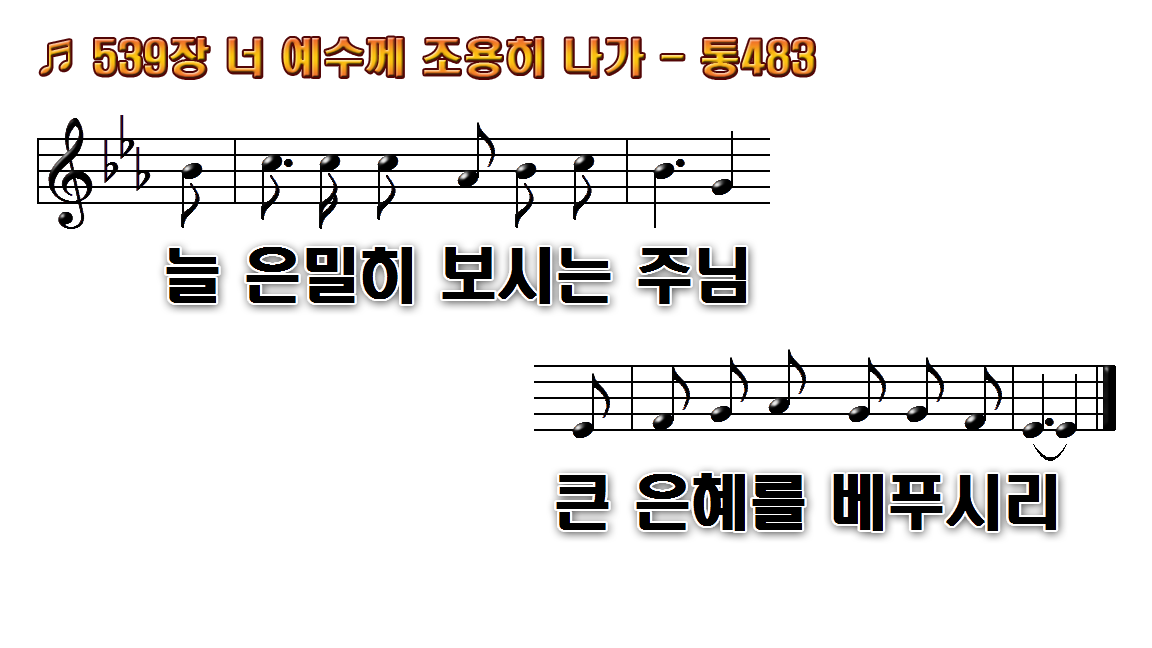 ♬ 539장 너 예수께 조용히 나가 - 통483
늘 은밀히 보시는 주님
큰 은혜를 베푸시리